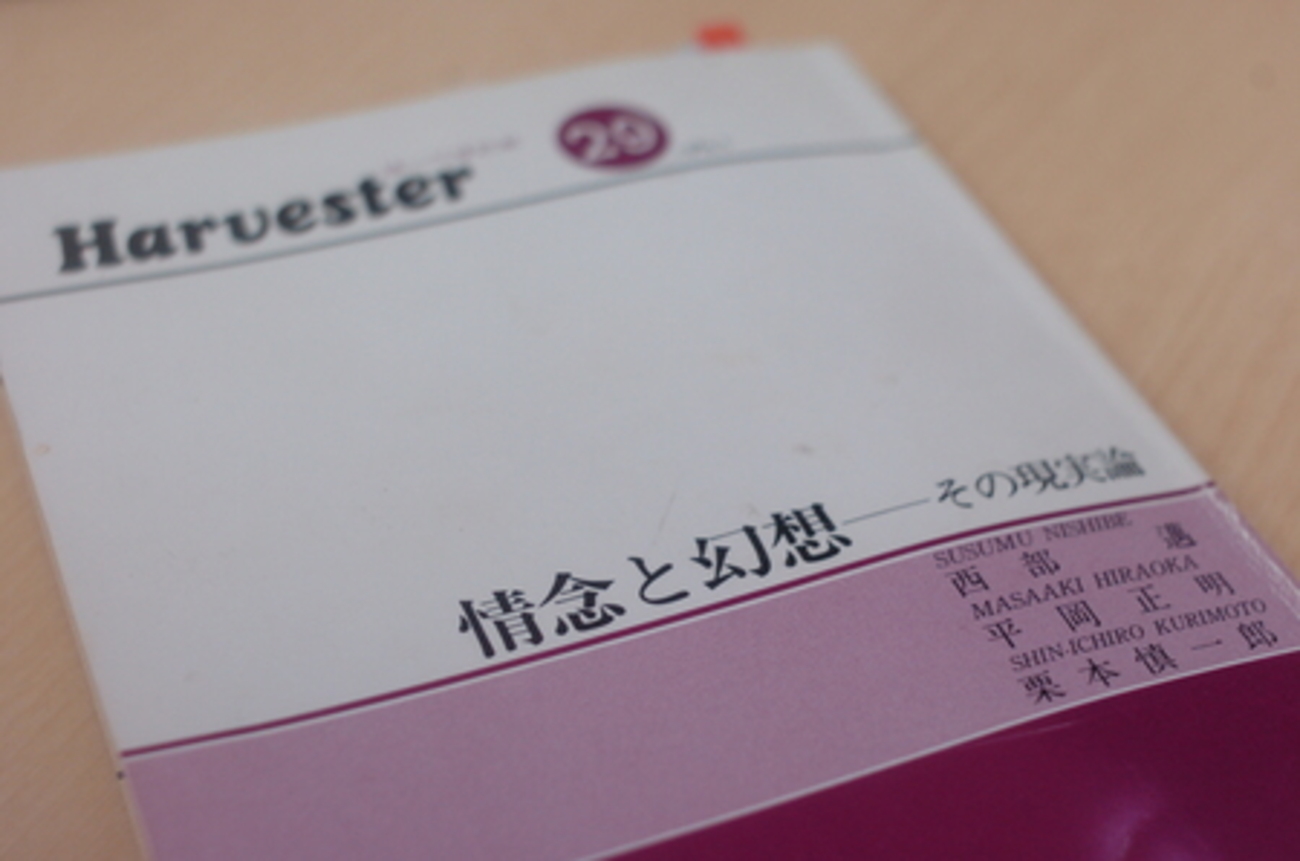 29
Harvester
情念と幻想——その現実論
SUSUMU NISHIBE
西部 邁
MASAAKI HIRAOKA
平岡正明
SHIN-ICHIRO KURIMOTO
栗本慎一郎